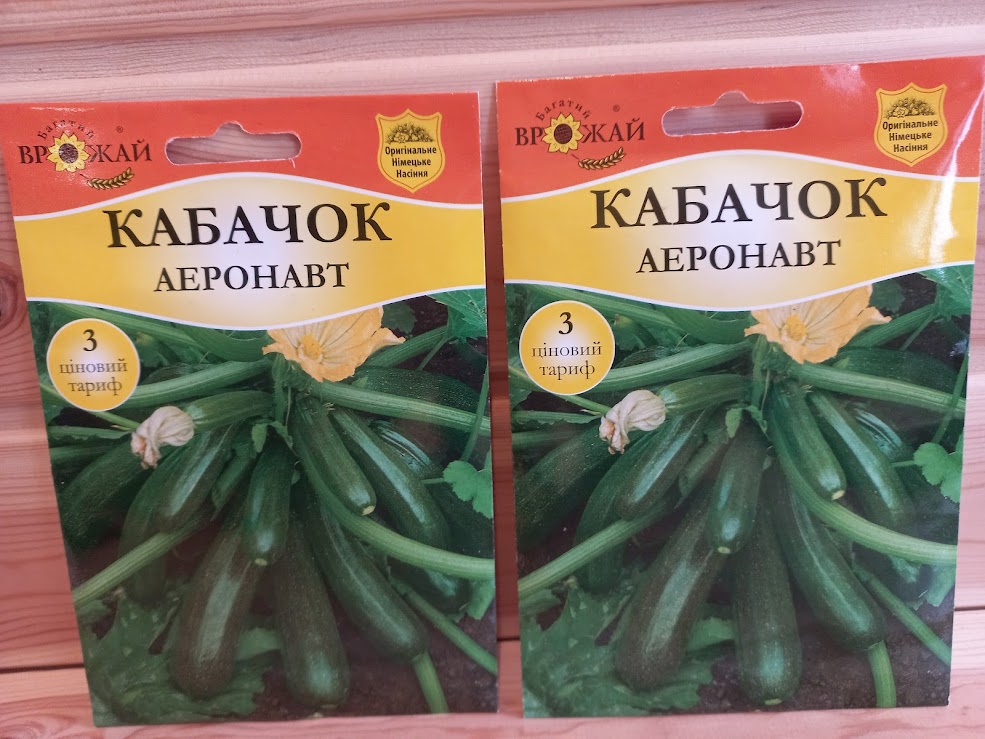 Багатий
ВРОЖАЙ
®
Оригінальне
Німецьке
Насіння
КАБАЧОК
АЕРОНАВТ
3
ціновий
тариф
Багатий
ВРОЖАЙ
®
Оригінальне
Німецьке
Насіння
КАБАЧОК
АЕРОНАВТ
3
ціновий
тариф